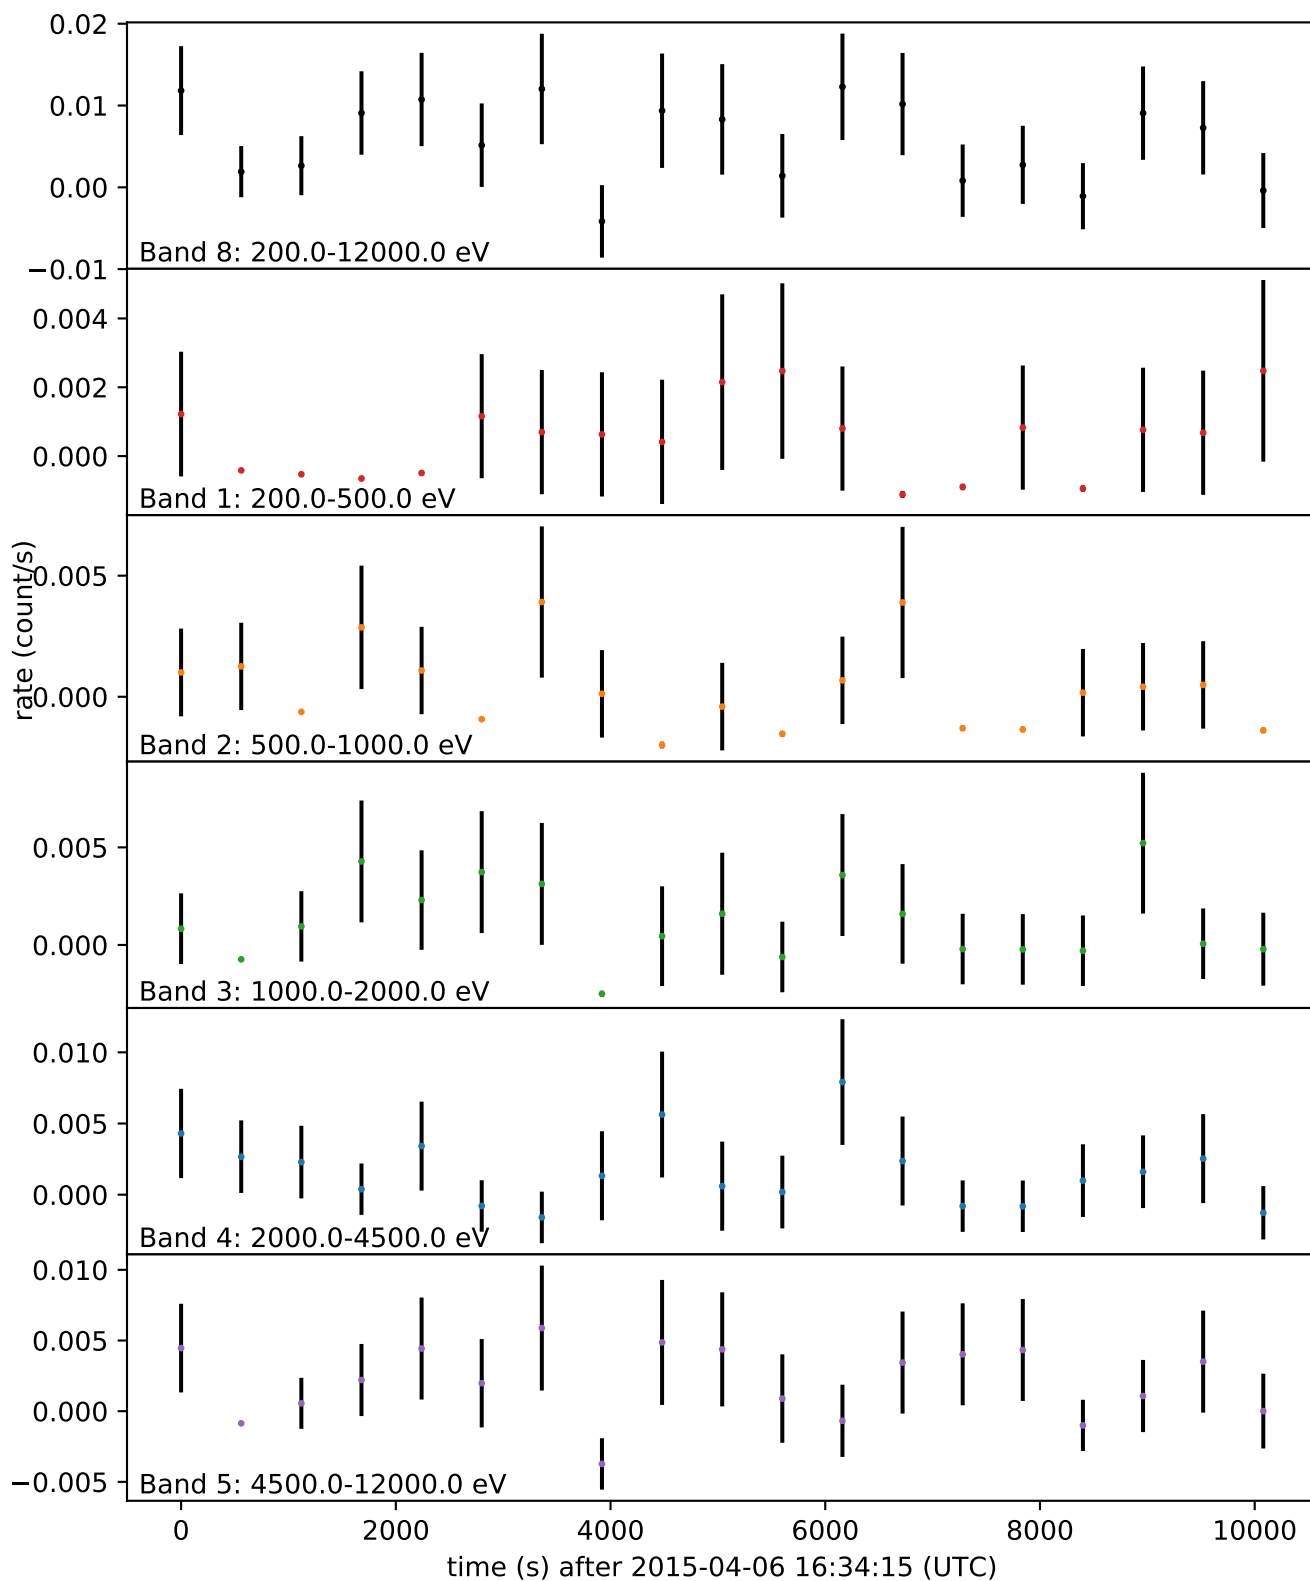 0.02
0.01
0.00
−0.01
Band 8: 200.0-12000.0 eV
0.004
0.002
0.000
Band 1: 200.0-500.0 eV
rate (count/s)
0.005
0.000
Band 2: 500.0-1000.0 eV
0.005
0.000
Band 3: 1000.0-2000.0 eV
0.010
0.005
0.000
Band 4: 2000.0-4500.0 eV
0.010
0.005
0.000
−0.005
Band 5: 4500.0-12000.0 eV
0 2000 4000 6000 8000 10000
time (s) after 2015-04-06 16:34:15 (UTC)